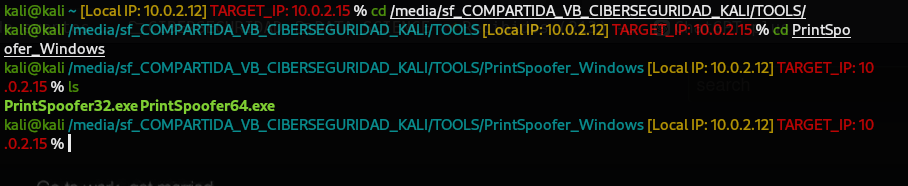 kali@kali ~ [Local IP: 10.0.2.12] TARGET_IP: 10.0.2.15 % cd /media/sf_COMPARTIDA_VB_CIBERSEGURIDAD_KALI/TOOLS/
kali@kali /media/sf_COMPARTIDA_VB_CIBERSEGURIDAD_KALI/TOOLS [Local IP: 10.0.2.12] TARGET_IP: 10.0.2.15 % cd PrintSpo
ofer_Windows
kali@kali /media/sf_COMPARTIDA_VB_CIBERSEGURIDAD_KALI/TOOLS/PrintSpoofer_Windows [Local IP: 10.0.2.12] TARGET_IP: 10
.0.2.15 % ls
PrintSpoofer32.exe PrintSpoofer64.exe
kali@kali /media/sf_COMPARTIDA_VB_CIBERSEGURIDAD_KALI/TOOLS/PrintSpoofer_Windows [Local IP: 10.0.2.12] TARGET_IP: 10
.0.2.15 %